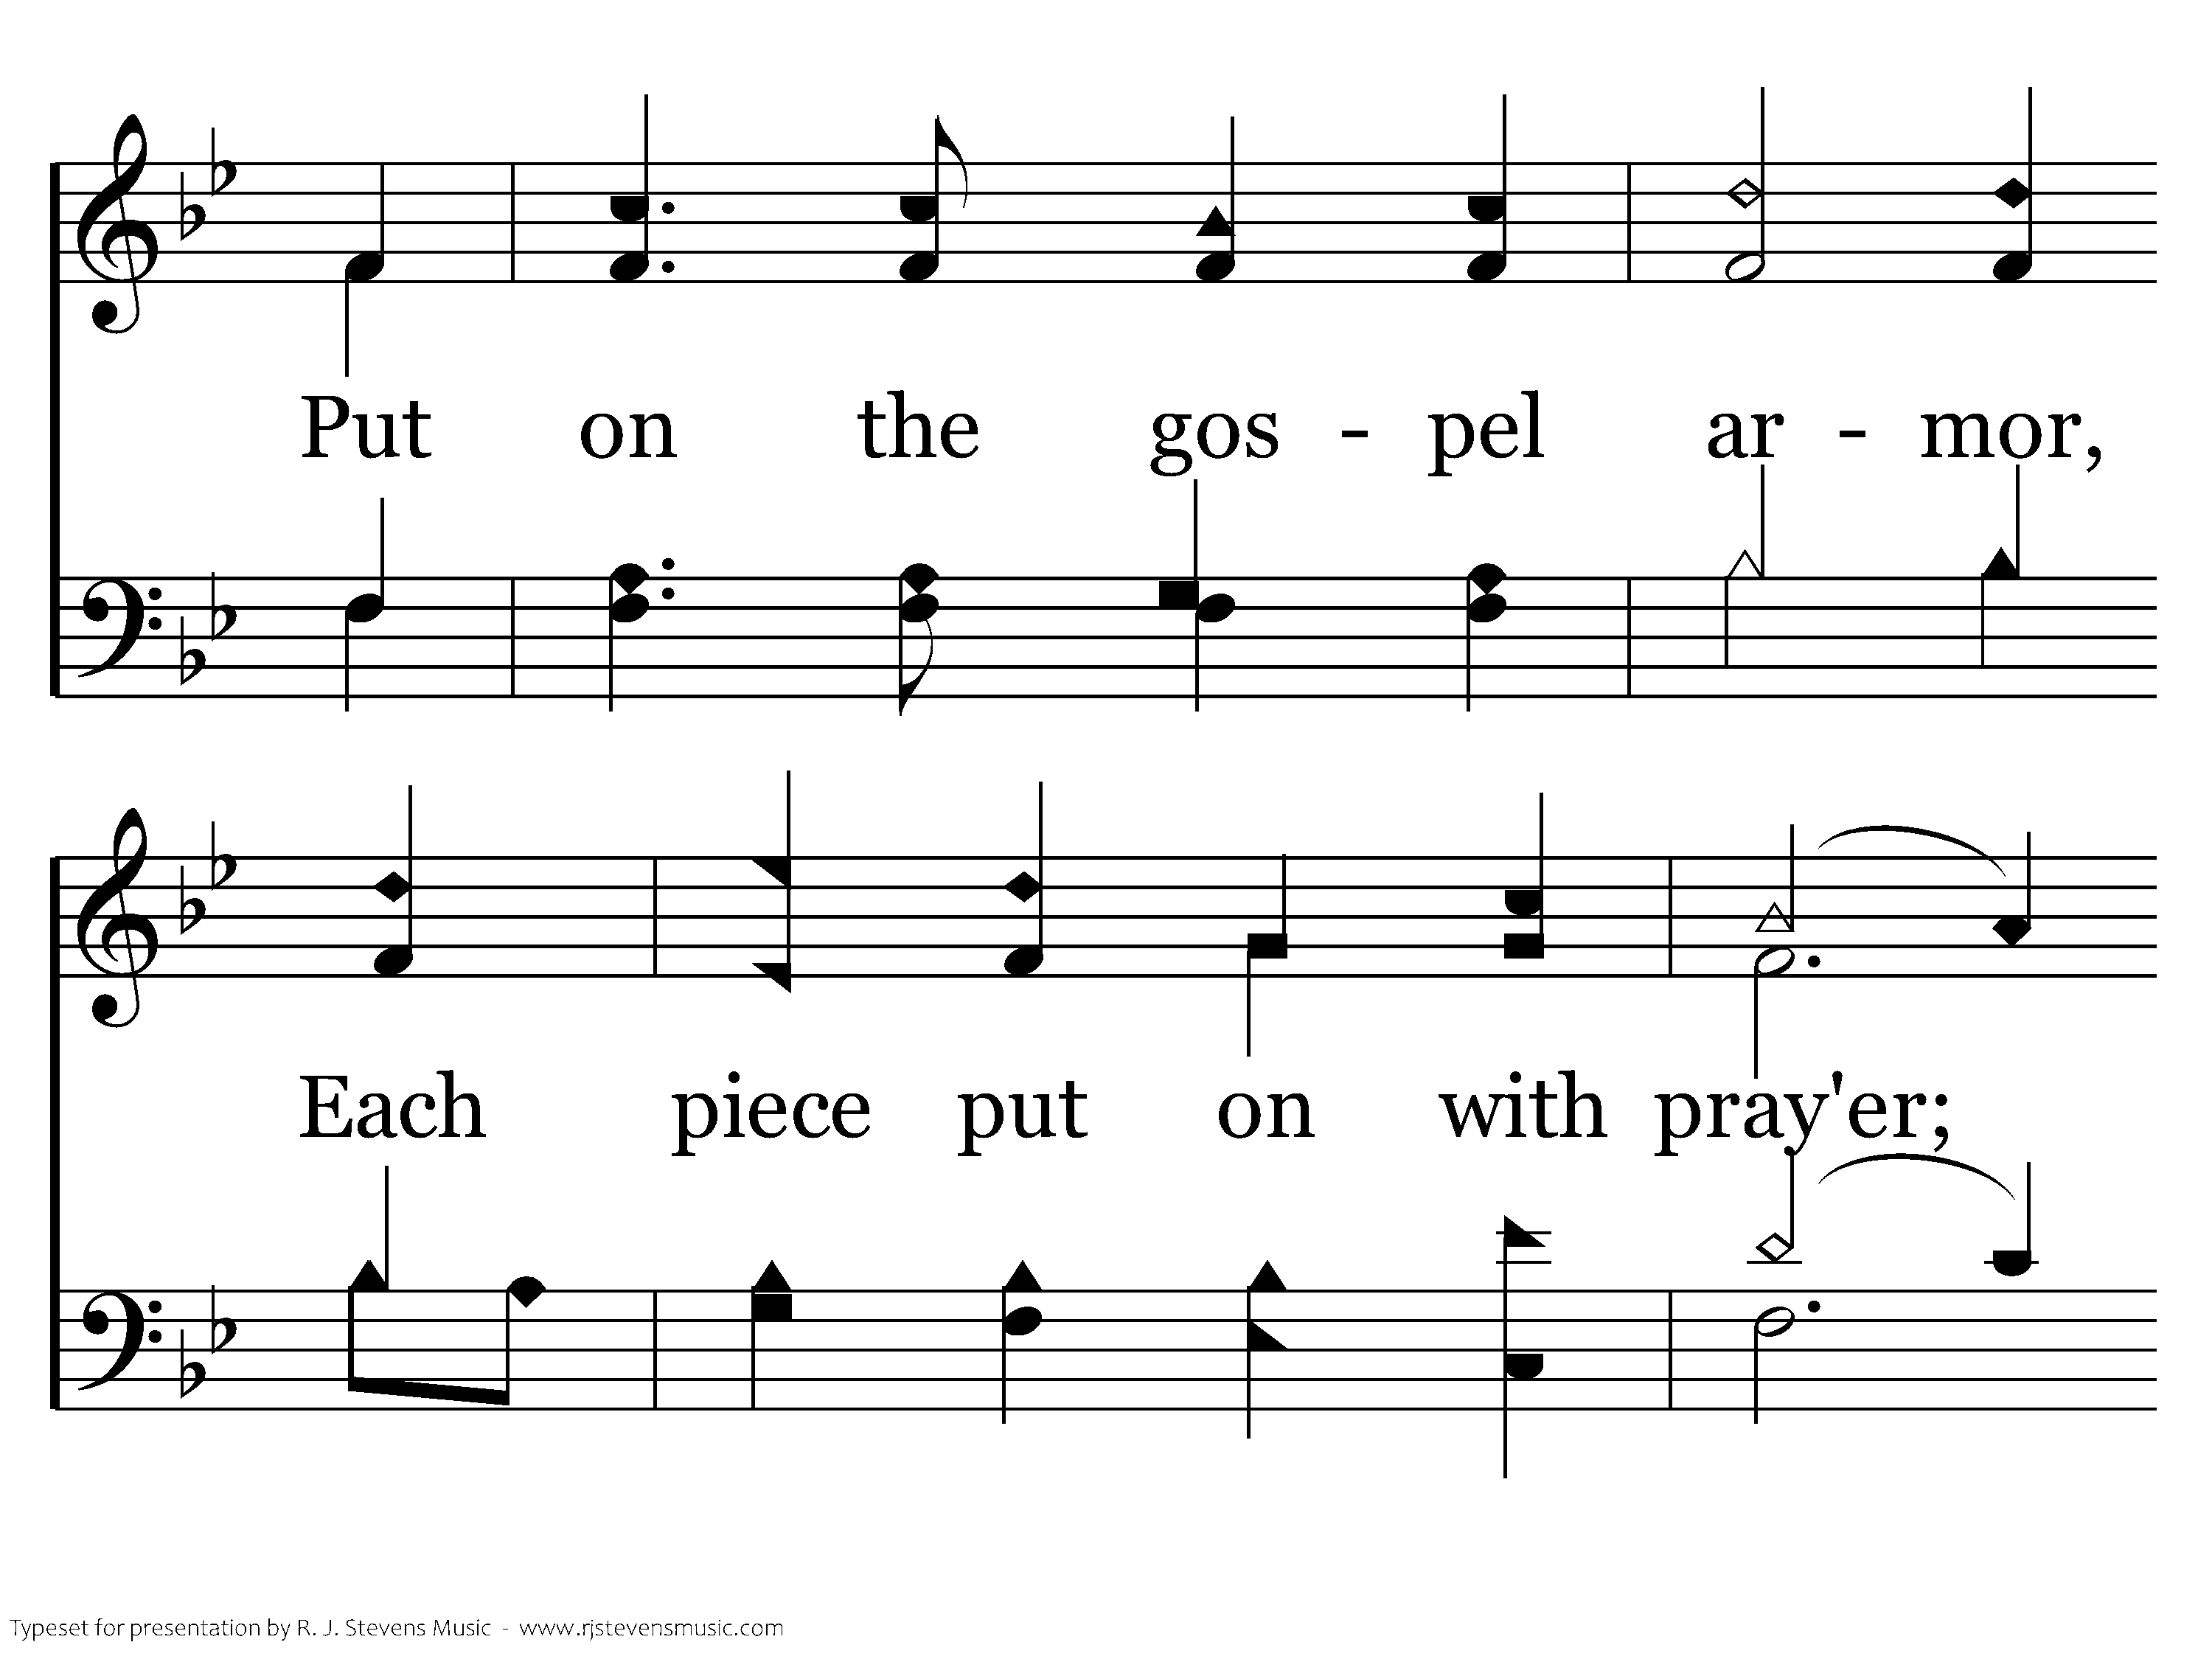 Put on the gos - pel ar - mor,
Each piece put on with pray'er;
Typeset for presentation by R. J. Stevens Music - www.rjstevensmusic.com